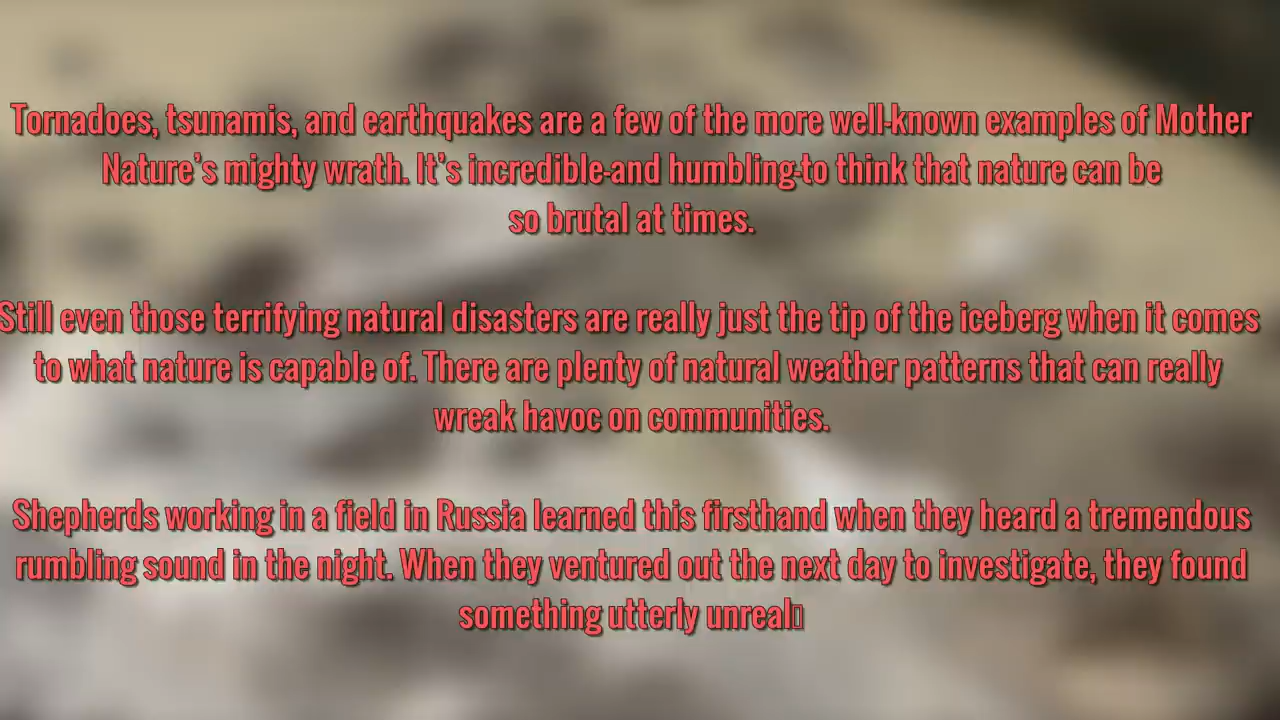 Tornadoes, tsunamis, and earthquakes are a few of the more well-known examples of Mother
Nature’s mighty wrath. It’s incredible-and humbling-to think that nature can be
so brutal at times.
Still even those terrifying natural disasters are really just the tip of the iceberg when it comes
to what nature is capable of. There are plenty of natural weather patterns that can really
wreak havoc on communities.
Shepherds working in a field in Russia learned this firsthand when they heard a tremendous
rumbling sound in the night. When they ventured out the next day to investigate, they found
something utterly unreal▯